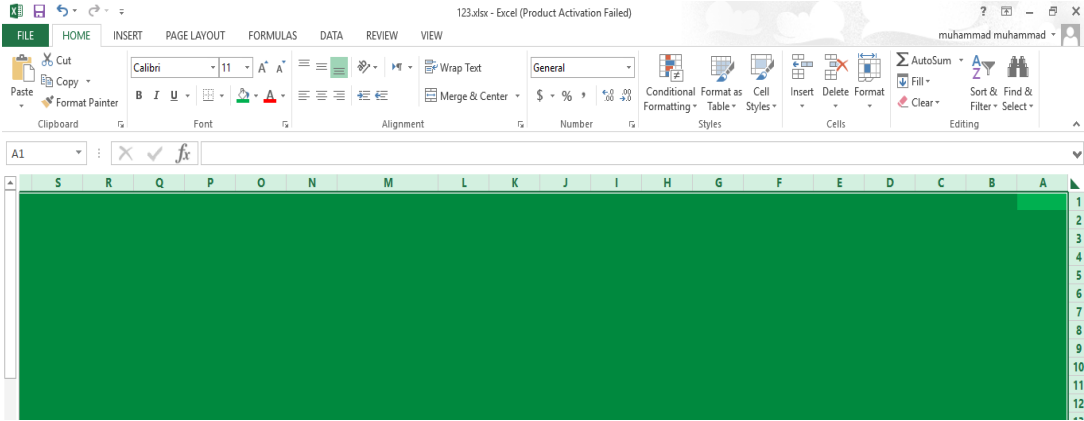 123.xlsx - Excel (Product Activation Failed)
FILE HOME INSERT PAGE LAYOUT FORMULAS DATA REVIEW VIEW muhammad muhammad
Paste
Cut
Copy
Format Painter
Clipboard
Calibri 11
B I U
Font
Wrap Text
Merge & Center
Alignment
General
$ % ,
Number
Conditional Formatting
Format as Table
Cell Styles
Styles
Insert Delete Format
Cells
AutoSum
Fill
Clear
Sort & Filter
Find & Select
Editing
A1 fx
S R Q P O N M L K J I H G F E D C B A
1
2
3
4
5
6
7
8
9
10
11
12